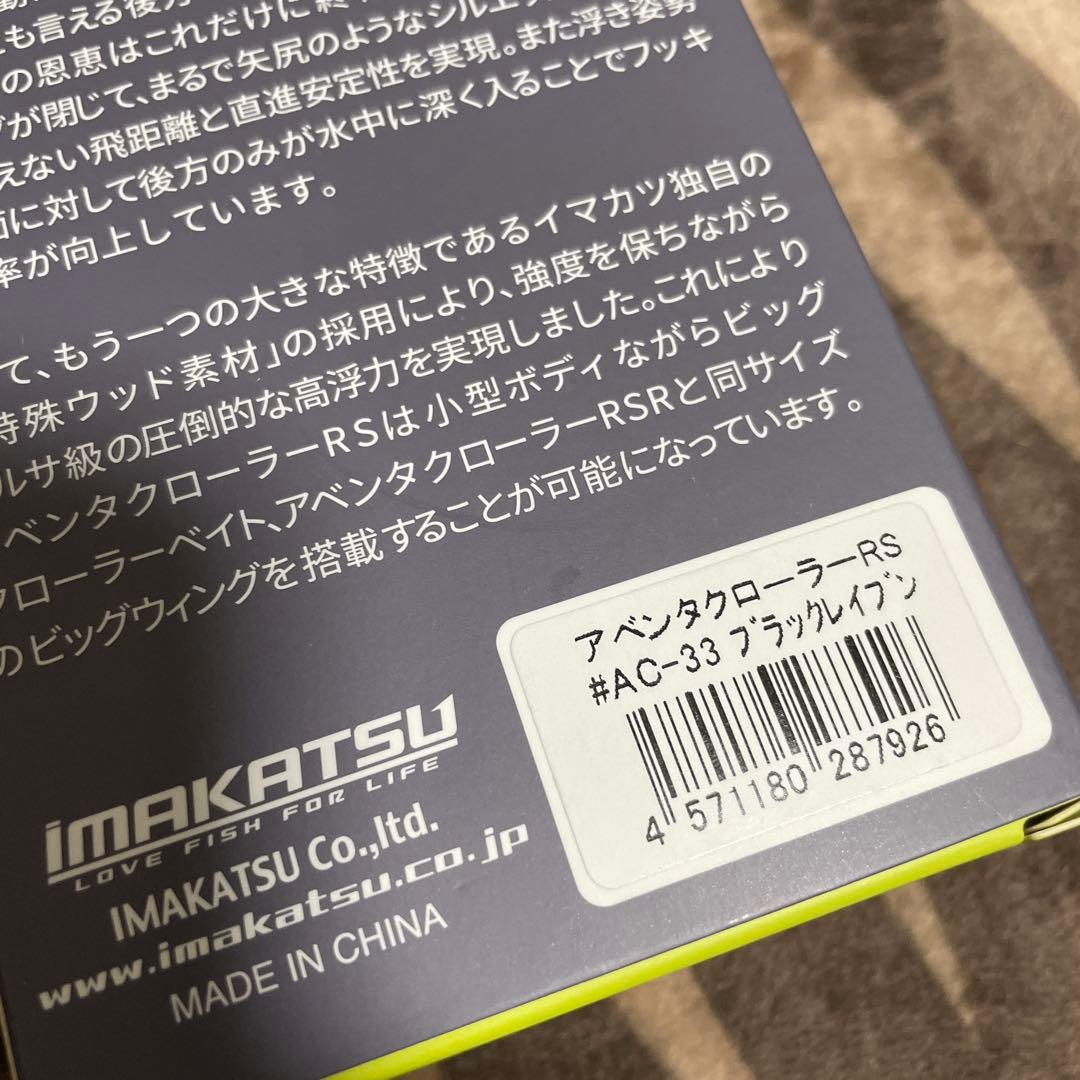 も言える後方
の恩恵はこれだけに終
グが閉じて、まるで矢尻のようなシルエッ
えない飛距離と直進安定性を実現。また浮き姿勢
面に対して後方のみが水中に深く入ることでフッキ
率が向上しています。
て、もう一つの大きな特徴であるイマカツ独自の
特殊ウッド素材」の採用により、強度を保ちながら
ルサ級の圧倒的な高浮力を実現しました。これにより
ベンタクローラーRSは小型ボディながらビッグ
クローラーベイト、アベンタクローラーRSRと同サイズ
のビッグウィングを搭載することが可能になっています。
アベンタクローラーRS
#AC-33 ブラックレイブン
4 571180 287926
iMAKATSU
LOVE FISH FOR LIFE
IMAKATSU Co.,ltd.
www.imakatsu.co.jp
MADE IN CHINA